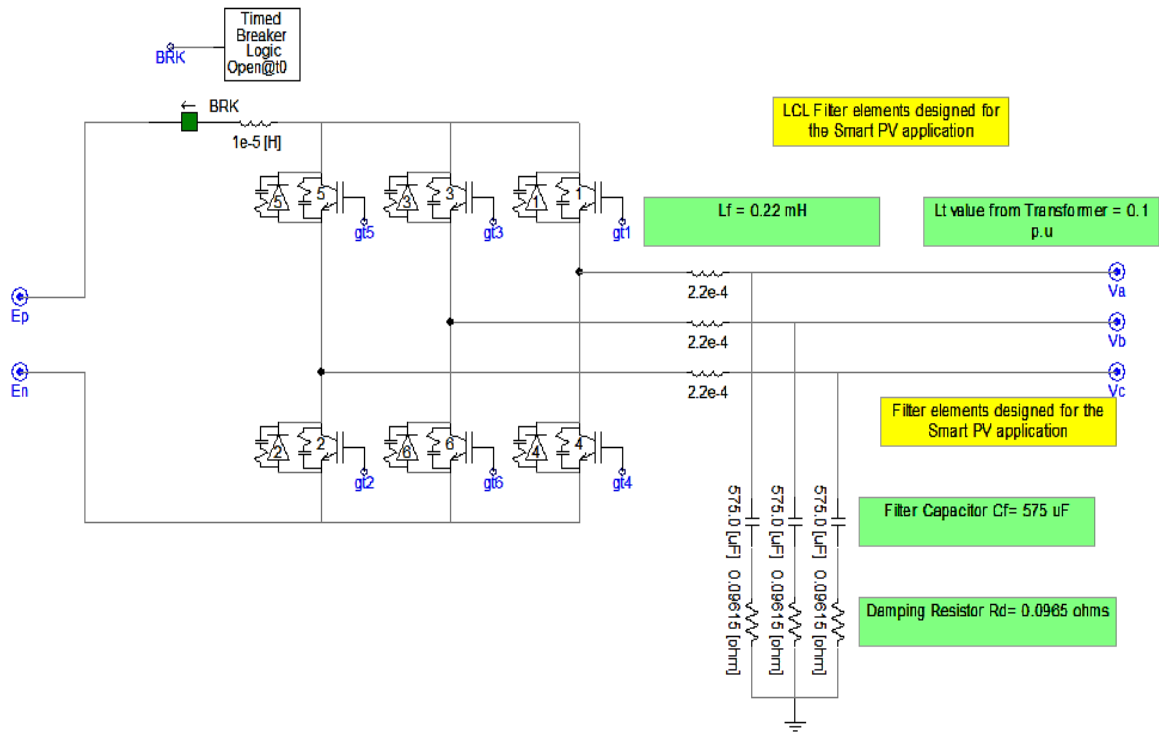 Timed
Breaker
Logic
Open@t0
BRK
← BRK
1e-5 [H]
LCL Filter elements designed for
the Smart PV application
5
5
3
3
1
1
gt5
gt3
gt1
Lf = 0.22 mH
Lt value from Transformer = 0.1
p.u
Ep
En
2.2e-4
2.2e-4
2.2e-4
Va
Vb
Vc
Filter elements designed for the
Smart PV application
2
2
6
6
4
4
gt2
gt6
gt4
575.0 [uF]
575.0 [uF]
575.0 [uF]
0.09615 [ohm]
0.09615 [ohm]
0.09615 [ohm]
Filter Capacitor Cf= 575 uF
Damping Resistor Rd= 0.0965 ohms